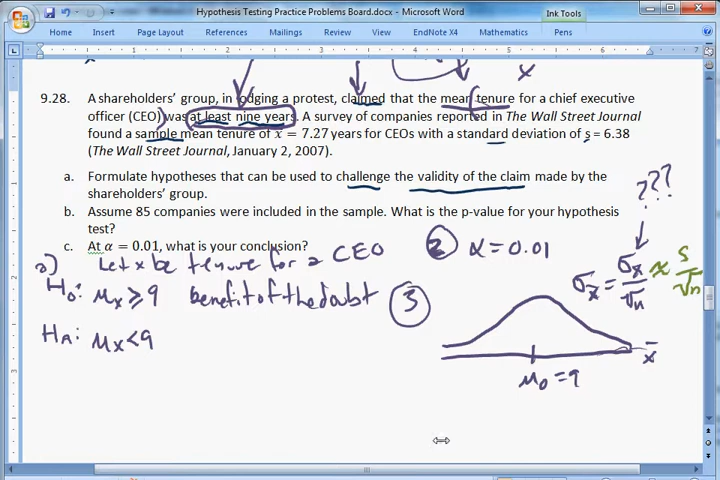 Hypothesis Testing Practice Problems Board.docx - Microsoft Word
Ink Tools
Home Insert Page Layout References Mailings Review View EndNote X4 Mathematics Pens
x
9.28. A shareholders' group, in lodging a protest, claimed that the mean tenure for a chief executive
officer (CEO) was at least nine years. A survey of companies reported in The Wall Street Journal
found a sample mean tenure of x̄ = 7.27 years for CEOs with a standard deviation of s = 6.38
(The Wall Street Journal, January 2, 2007).
a. Formulate hypotheses that can be used to challenge the validity of the claim made by the
shareholders' group.
b. Assume 85 companies were included in the sample. What is the p-value for your hypothesis
test?
c. At α = 0.01, what is your conclusion?
???
a) Let x be tenure for a CEO
H0: μx ≥ 9 benefit of the doubt
HA: μx < 9
2 α = 0.01
3
σx̄ = σx/√n ≈ s/√n
x̄
μ0 = 9